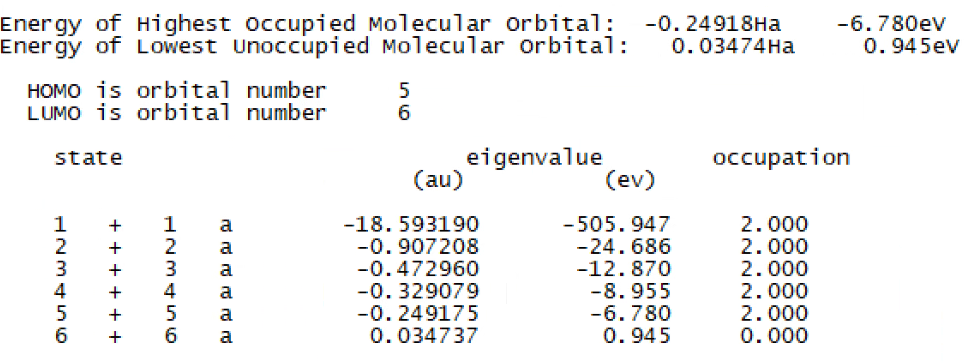 Energy of Highest Occupied Molecular Orbital:  -0.24918Ha   -6.780eV
Energy of Lowest Unoccupied Molecular Orbital:   0.03474Ha    0.945eV
HOMO is orbital number      5
LUMO is orbital number      6
state                          eigenvalue        occupation
(au)          (ev)
1   +   1   a         -18.593190      -505.947     2.000
2   +   2   a          -0.907208       -24.686     2.000
3   +   3   a          -0.472960       -12.870     2.000
4   +   4   a          -0.329079        -8.955     2.000
5   +   5   a          -0.249175        -6.780     2.000
6   +   6   a           0.034737         0.945     0.000